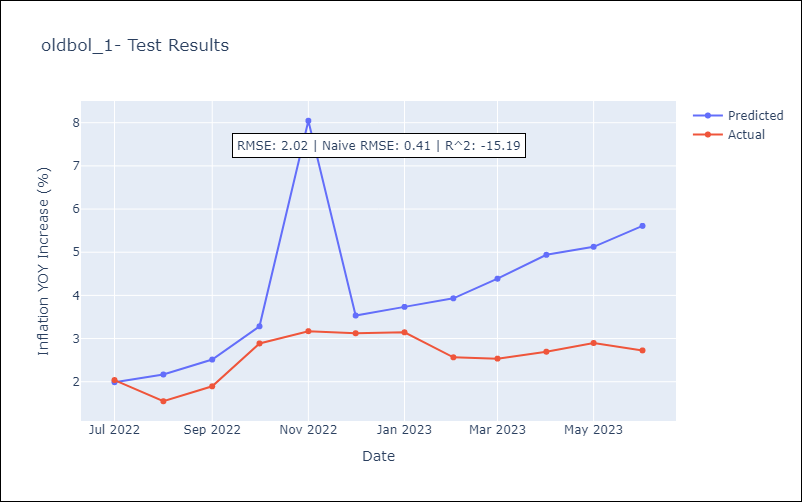 oldbol_1- Test Results
Predicted
Actual
RMSE: 2.02 | Naive RMSE: 0.41 | R^2: -15.19
Inflation YOY Increase (%)
8
7
6
5
4
3
2
Jul 2022 Sep 2022 Nov 2022 Jan 2023 Mar 2023 May 2023
Date